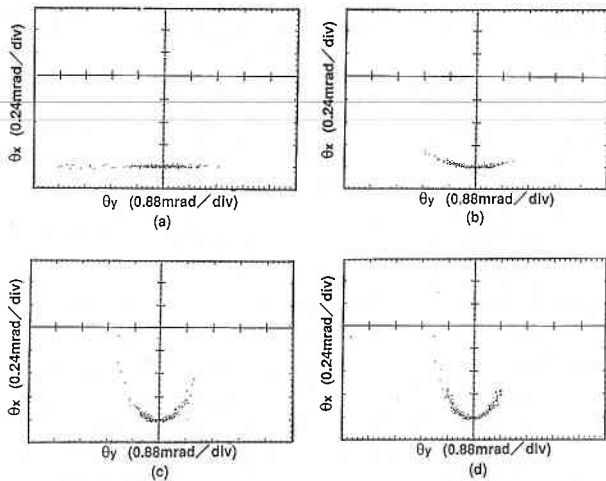 θx (0.24mrad/div)
θy (0.88mrad/div)
(a)
θx (0.24mrad/div)
θy (0.88mrad/div)
(b)
θx (0.24mrad/div)
θy (0.88mrad/div)
(c)
θx (0.24mrad/div)
θy (0.88mrad/div)
(d)